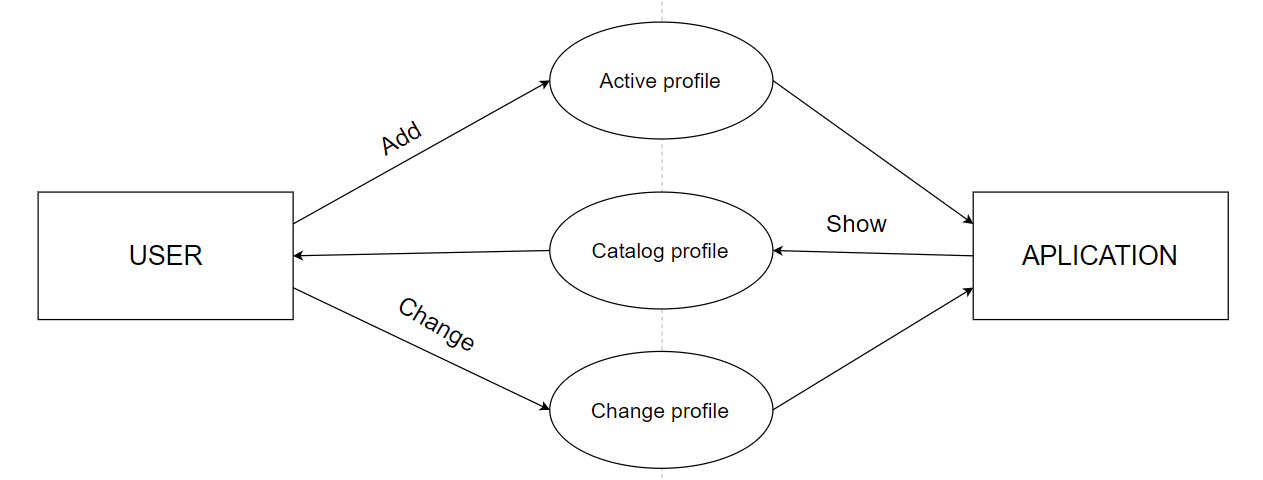 Active profile
Add
Show
USER
Catalog profile
APLICATION
Change
Change profile